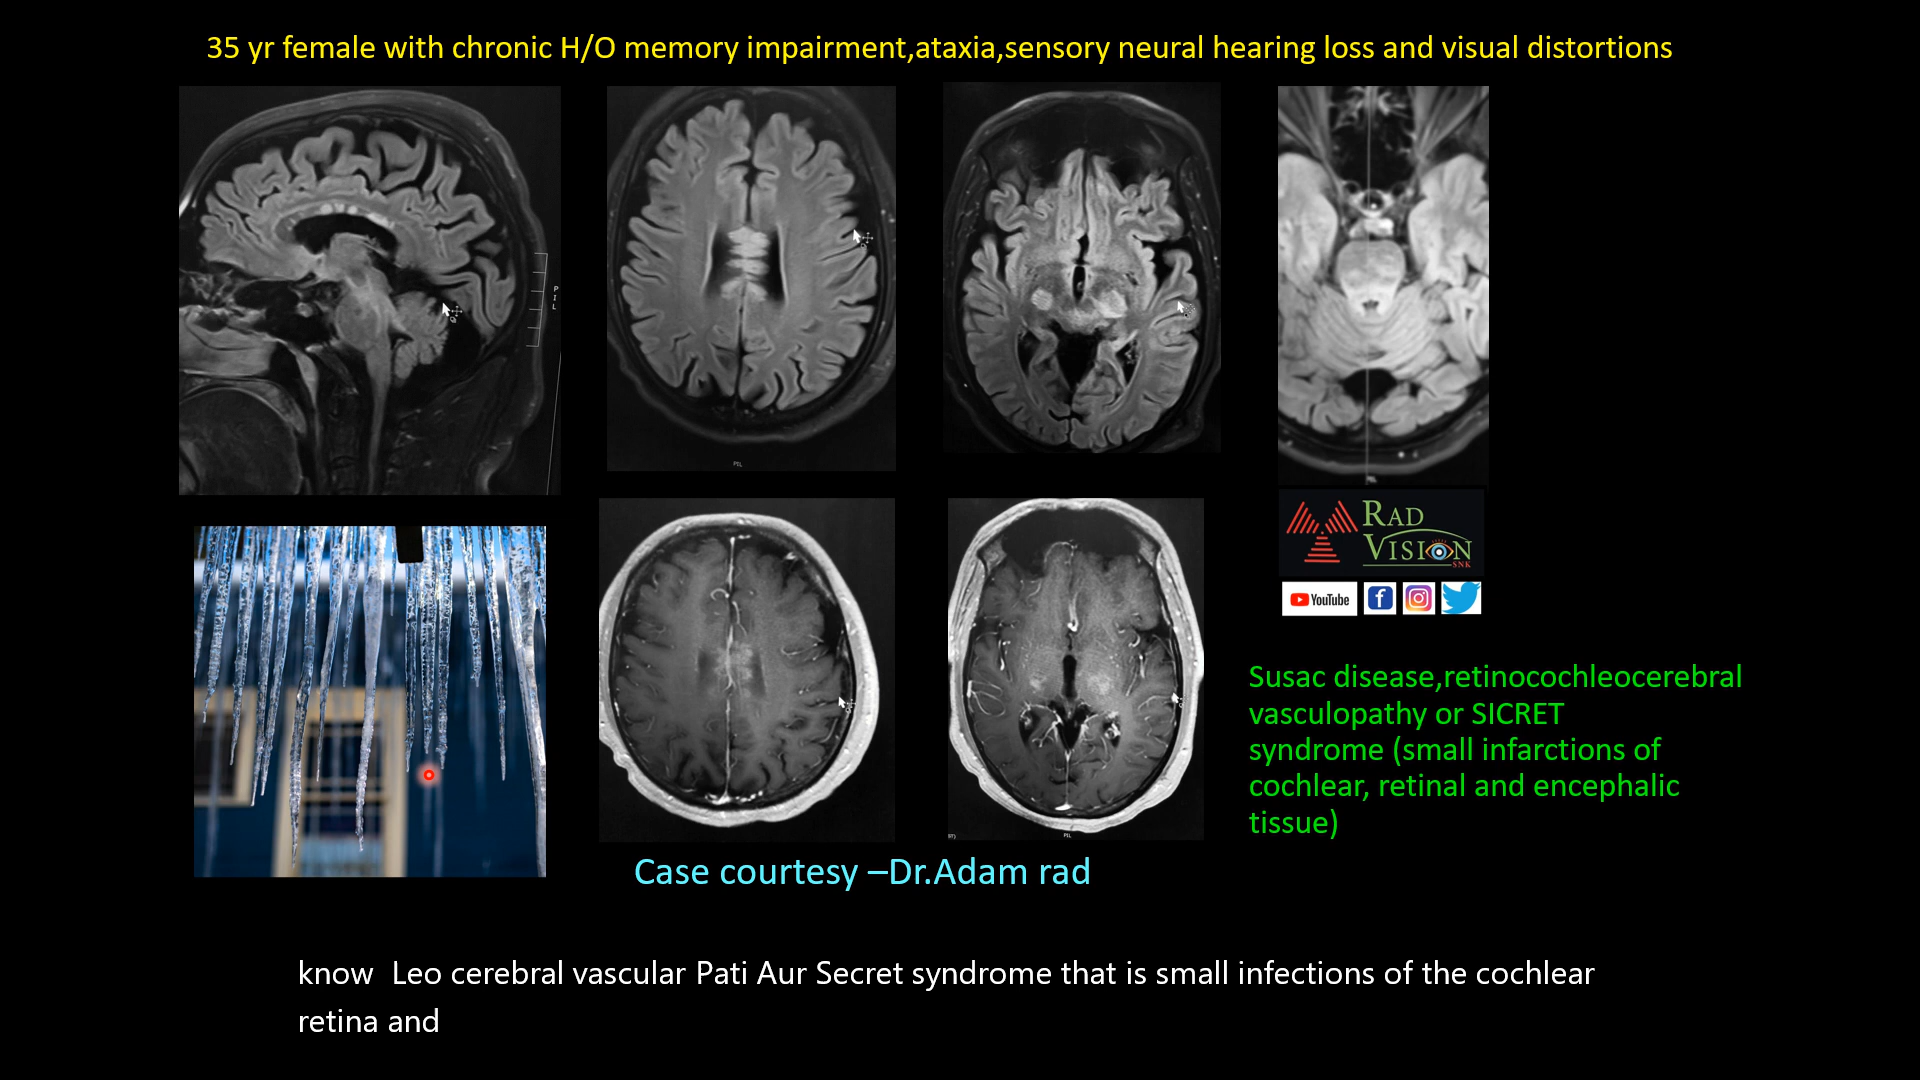 35 yr female with chronic H/O memory impairment,ataxia,sensory neural hearing loss and visual distortions
P
I
L
PIL
RAD
VISION
SNK
YouTube
Susac disease,retinocochleocerebral
vasculopathy or SICRET
syndrome (small infarctions of
cochlear, retinal and encephalic
tissue)
PIL
Case courtesy –Dr.Adam rad
know  Leo cerebral vascular Pati Aur Secret syndrome that is small infections of the cochlear
retina and